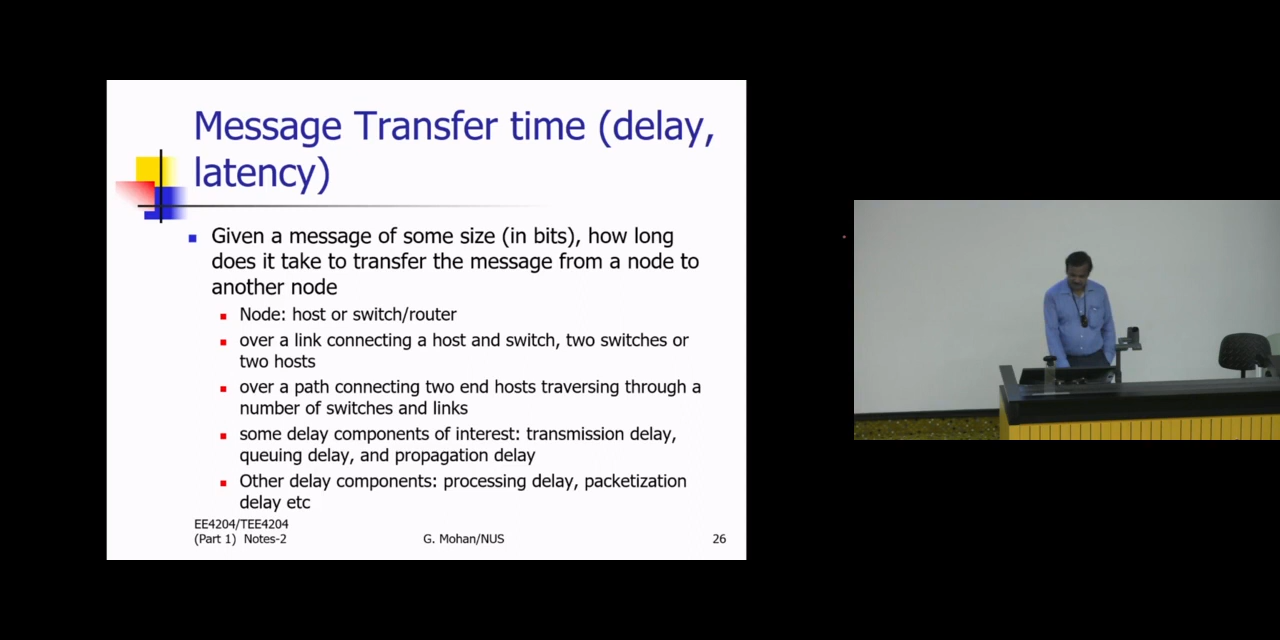 Message Transfer time (delay,
latency)
Given a message of some size (in bits), how long
does it take to transfer the message from a node to
another node
Node: host or switch/router
over a link connecting a host and switch, two switches or
two hosts
over a path connecting two end hosts traversing through a
number of switches and links
some delay components of interest: transmission delay,
queuing delay, and propagation delay
Other delay components: processing delay, packetization
delay etc
EE4204/TEE4204
(Part 1) Notes-2
G. Mohan/NUS
26